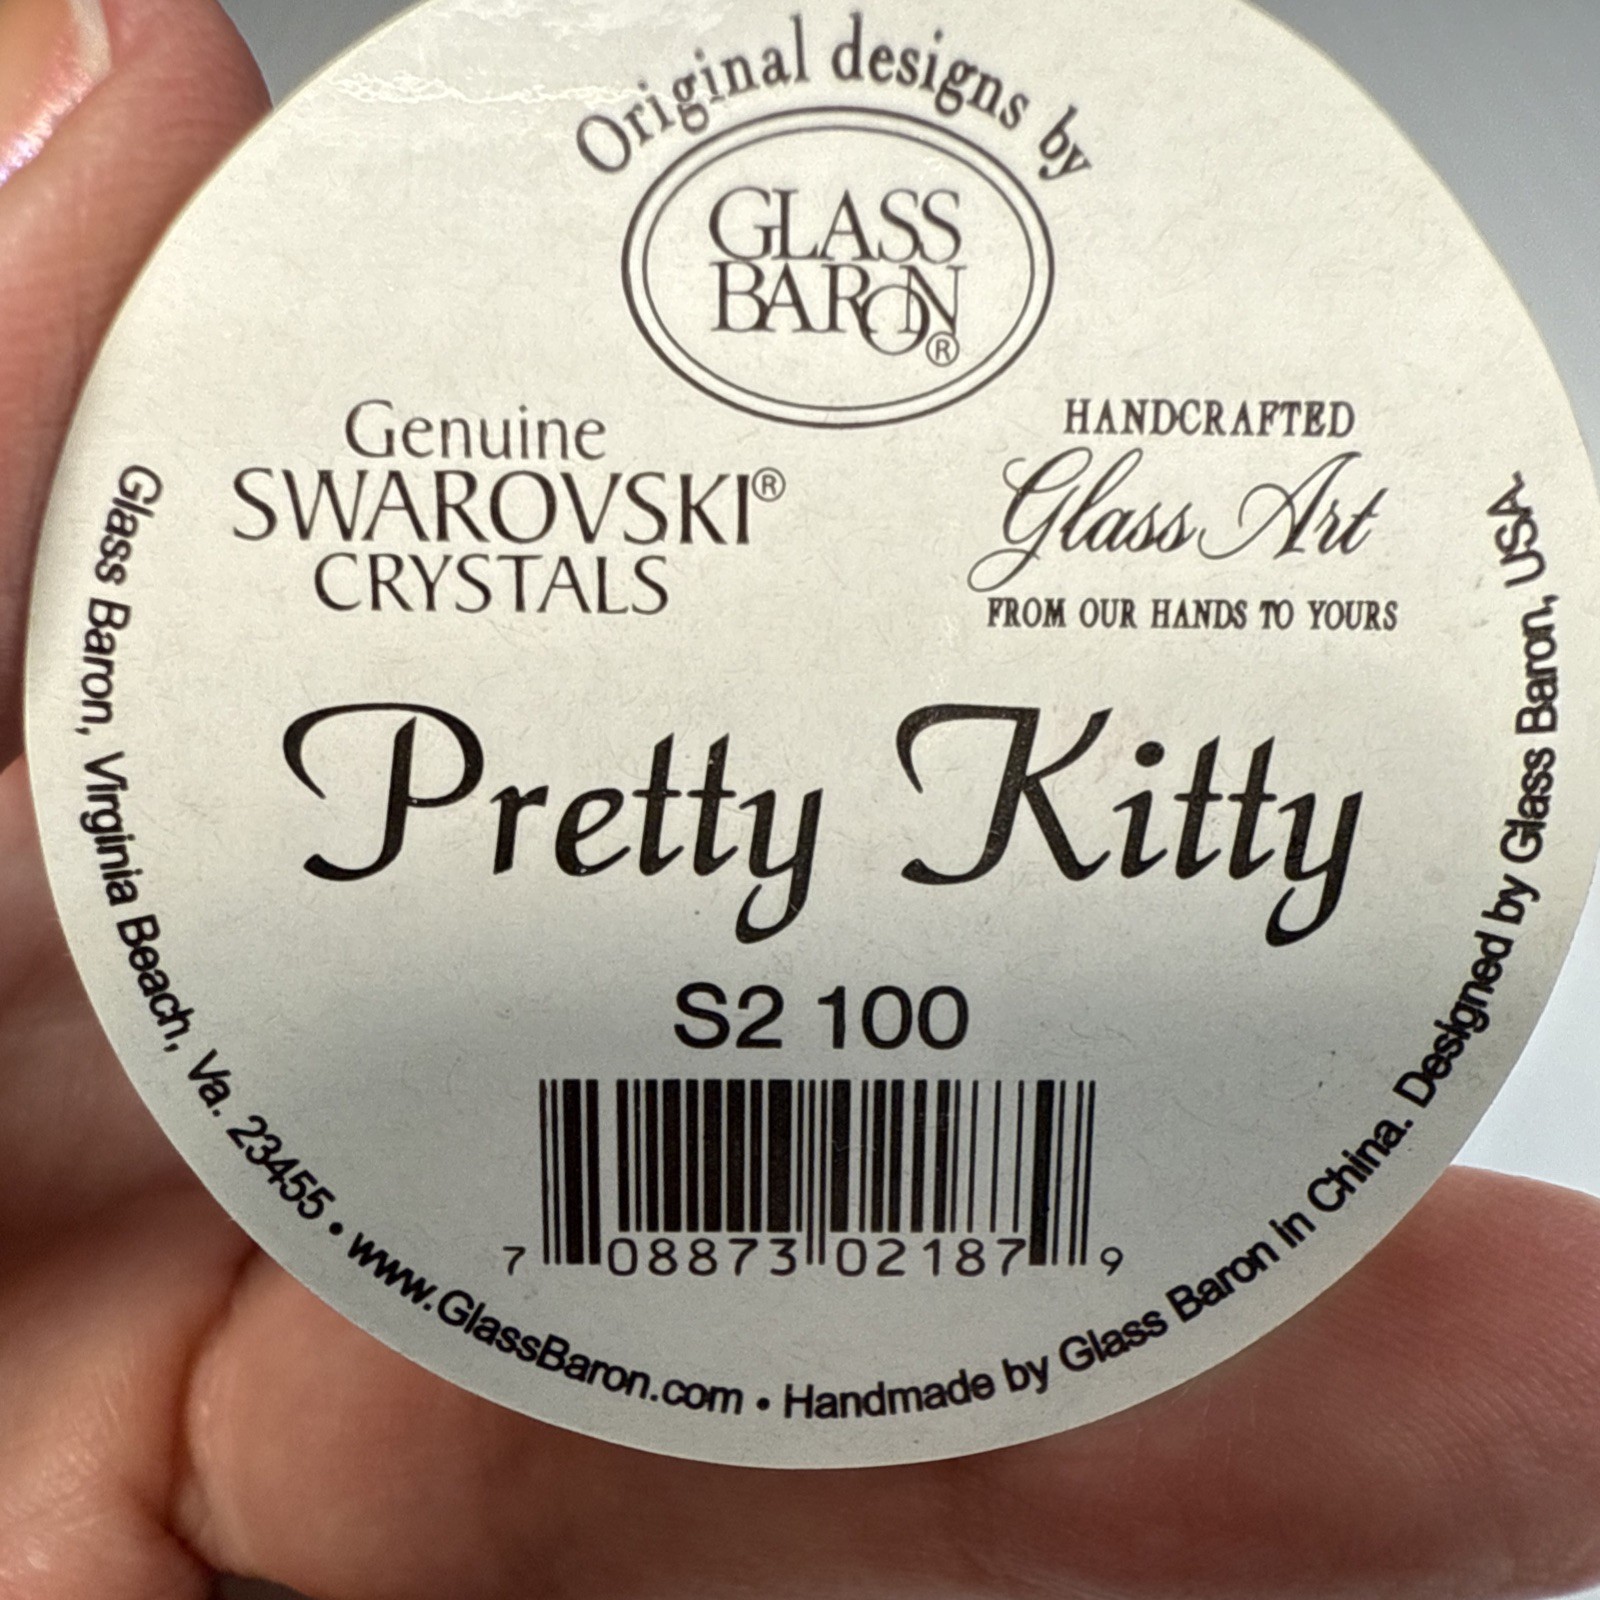 Original designs by
GLASS
BARON®
Genuine
SWAROVSKI®
CRYSTALS
HANDCRAFTED
Glass Art
FROM OUR HANDS TO YOURS
Pretty Kitty
S2 100
7 08873 02187 9
Glass Baron, Virginia Beach, Va. 23455 • www.GlassBaron.com • Handmade by Glass Baron in China. Designed by Glass Baron, USA.